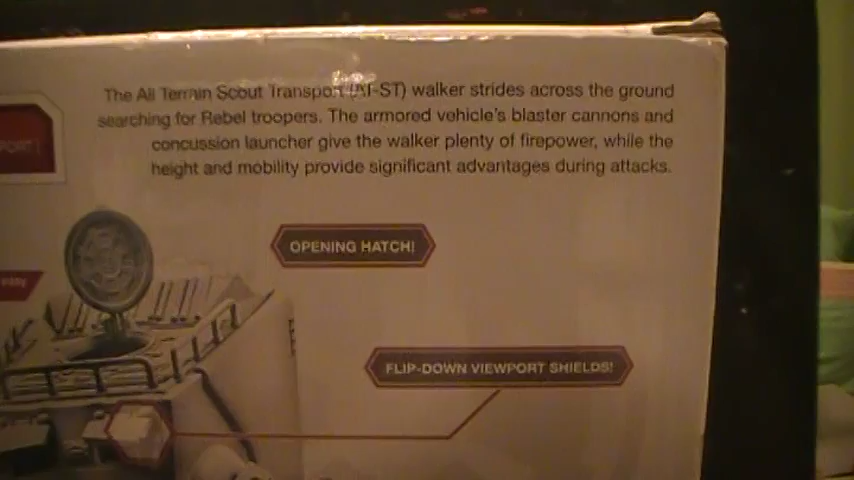 The All Terrain Scout Transport (AT-ST) walker strides across the ground
searching for Rebel troopers. The armored vehicle's blaster cannons and
concussion launcher give the walker plenty of firepower, while the
height and mobility provide significant advantages during attacks.
OPENING HATCH!
FLIP-DOWN VIEWPORT SHIELDS!